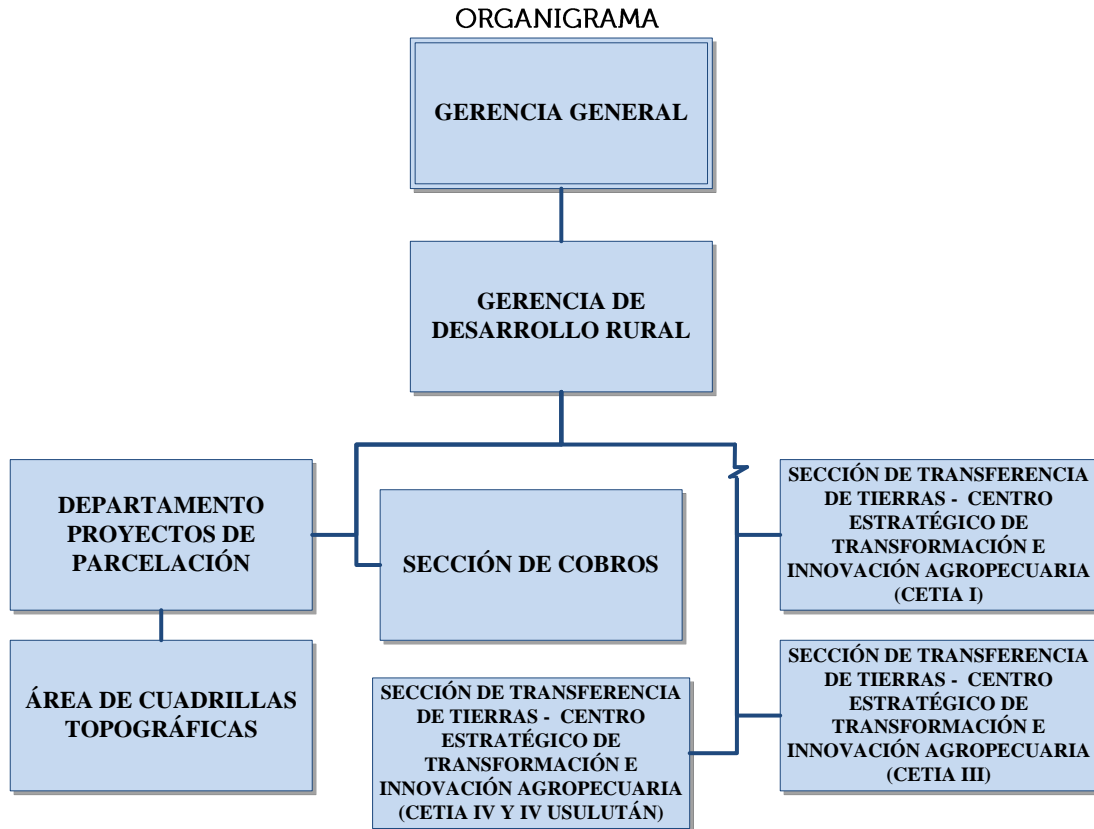 ORGANIGRAMA
GERENCIA GENERAL
GERENCIA DE
DESARROLLO RURAL
DEPARTAMENTO
PROYECTOS DE
PARCELACIÓN
SECCIÓN DE COBROS
SECCIÓN DE TRANSFERENCIA
DE TIERRAS - CENTRO
ESTRATÉGICO DE
TRANSFORMACIÓN E
INNOVACIÓN AGROPECUARIA
(CETIA I)
ÁREA DE CUADRILLAS
TOPOGRÁFICAS
SECCIÓN DE TRANSFERENCIA
DE TIERRAS - CENTRO
ESTRATÉGICO DE
TRANSFORMACIÓN E
INNOVACIÓN AGROPECUARIA
(CETIA IV Y IV USULUTÁN)
SECCIÓN DE TRANSFERENCIA
DE TIERRAS - CENTRO
ESTRATÉGICO DE
TRANSFORMACIÓN E
INNOVACIÓN AGROPECUARIA
(CETIA III)